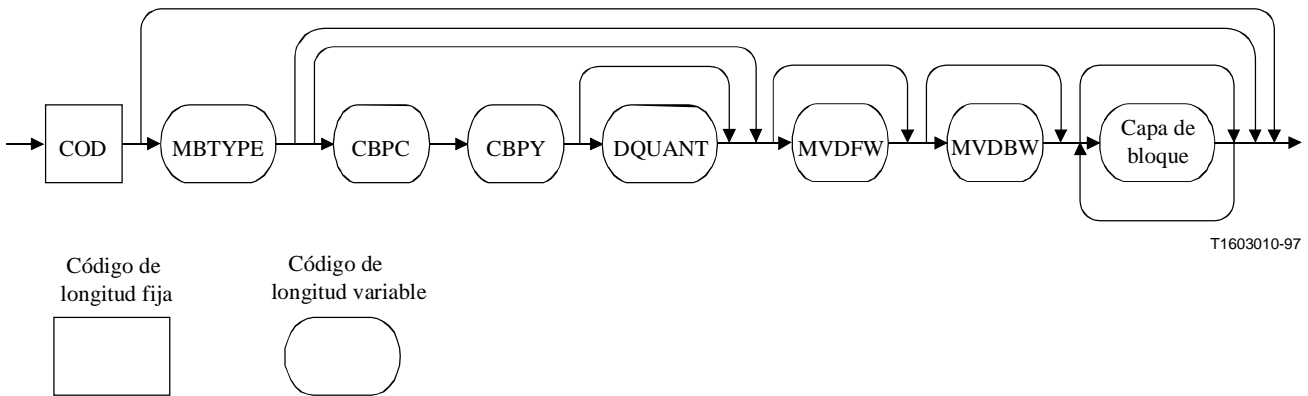 COD
MBTYPE
CBPC
CBPY
DQUANT
MVDFW
MVDBW
Capa de
bloque
T1603010-97
Código de
longitud fija
Código de
longitud variable